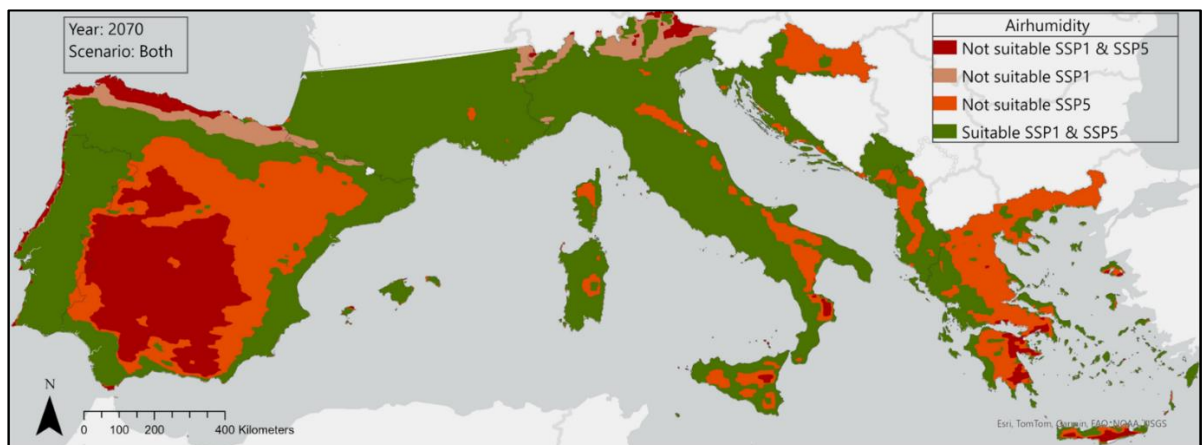 Year: 2070
Scenario: Both
Airhumidity
Not suitable SSP1 & SSP5
Not suitable SSP1
Not suitable SSP5
Suitable SSP1 & SSP5
N
0 100 200 400 Kilometers
Esri, TomTom, Garmin, FAO, NOAA, USGS